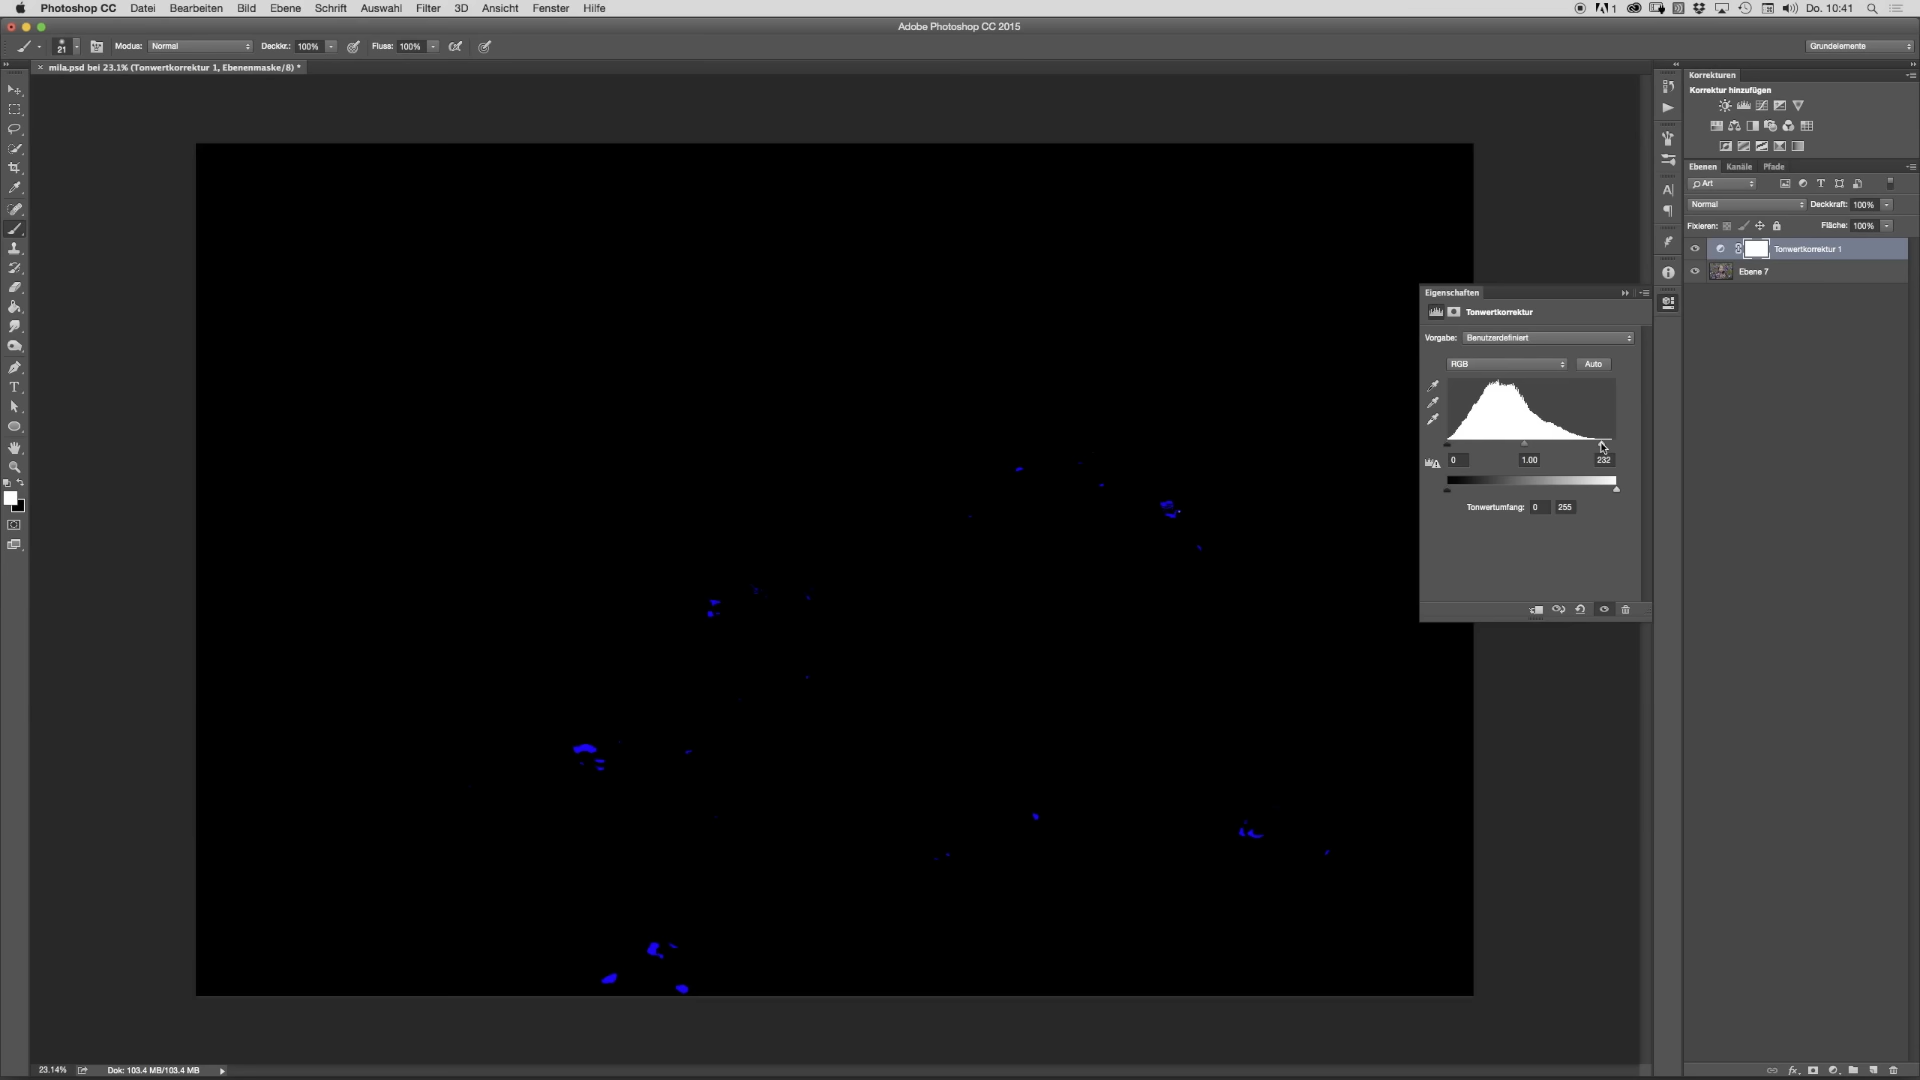 Photoshop CC Datei Bearbeiten Bild Ebene Schrift Auswahl Filter 3D Ansicht Fenster Hilfe 1 Do. 10:41
Adobe Photoshop CC 2015
21 Modus: Normal Deckkr.: 100% Fluss: 100% Grundelemente
mila.psd bei 23.1% (Tonwertkorrektur 1, Ebenenmaske/8) *
Korrekturen
Korrektur hinzufügen
Ebenen Kanäle Pfade
Art
Normal Deckkraft: 100%
Fixieren: Fläche: 100%
Tonwertkorrektur 1
Ebene 7
Eigenschaften
Tonwertkorrektur
Vorgabe: Benutzerdefiniert
RGB Auto
0 1.00 232
Tonwertumfang: 0 255
23.14% Dok: 103.4 MB/103.4 MB